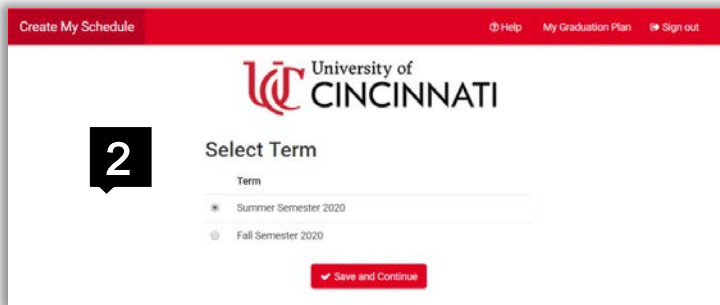 Create My Schedule Help My Graduation Plan Sign out
University of
CINCINNATI
2
Select Term
Term
Summer Semester 2020
Fall Semester 2020
Save and Continue